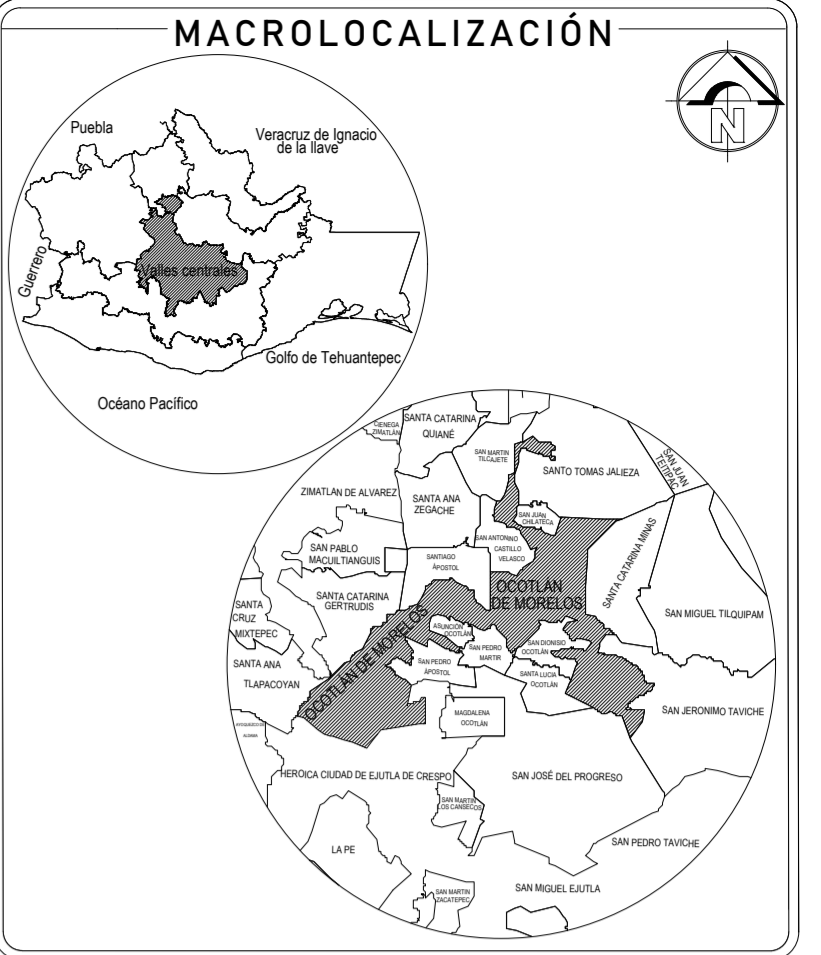 MACROLOCALIZACIÓN
N
Puebla
Veracruz de Ignacio
de la llave
Guerrero
Valles centrales
Golfo de Tehuantepec
Océano Pacífico
CIENEGA
ZIMATLÁN
SANTA CATARINA
QUIANÉ
SAN MARTIN
TILCAJETE
SANTO TOMAS JALIEZA
SAN JUAN
TEITIPAC
ZIMATLAN DE ALVAREZ
SANTA ANA
ZEGACHE
SAN JUAN
CHILATECA
SAN ANTONINO
CASTILLO
VELASCO
SAN PABLO
MACUILTIANGUIS
SANTIAGO
ÁPOSTOL
SANTA CATARINA MINAS
SANTA CATARINA
GERTRUDIS
OCOTLÁN
DE MORELOS
SAN MIGUEL TILQUIPAM
SANTA
CRUZ
MIXTEPEC
OCOTLÁN DE MORELOS
ASUNCIÓN
OCOTLÁN
SAN PEDRO
MARTIR
SAN DIONISIO
OCOTLÁN
SANTA ANA
TLAPACOYAN
SAN PEDRO
ÁPOSTOL
SANTA LUCIA
OCOTLÁN
SAN JERONIMO TAVICHE
MAGDALENA
OCOTLÁN
HEROICA CIUDAD DE EJUTLA DE CRESPO
SAN JOSÉ DEL PROGRESO
SAN MARTIN
LOS CANSECOS
LA PE
SAN PEDRO TAVICHE
SAN MARTIN
ZACATEPEC
SAN MIGUEL EJUTLA